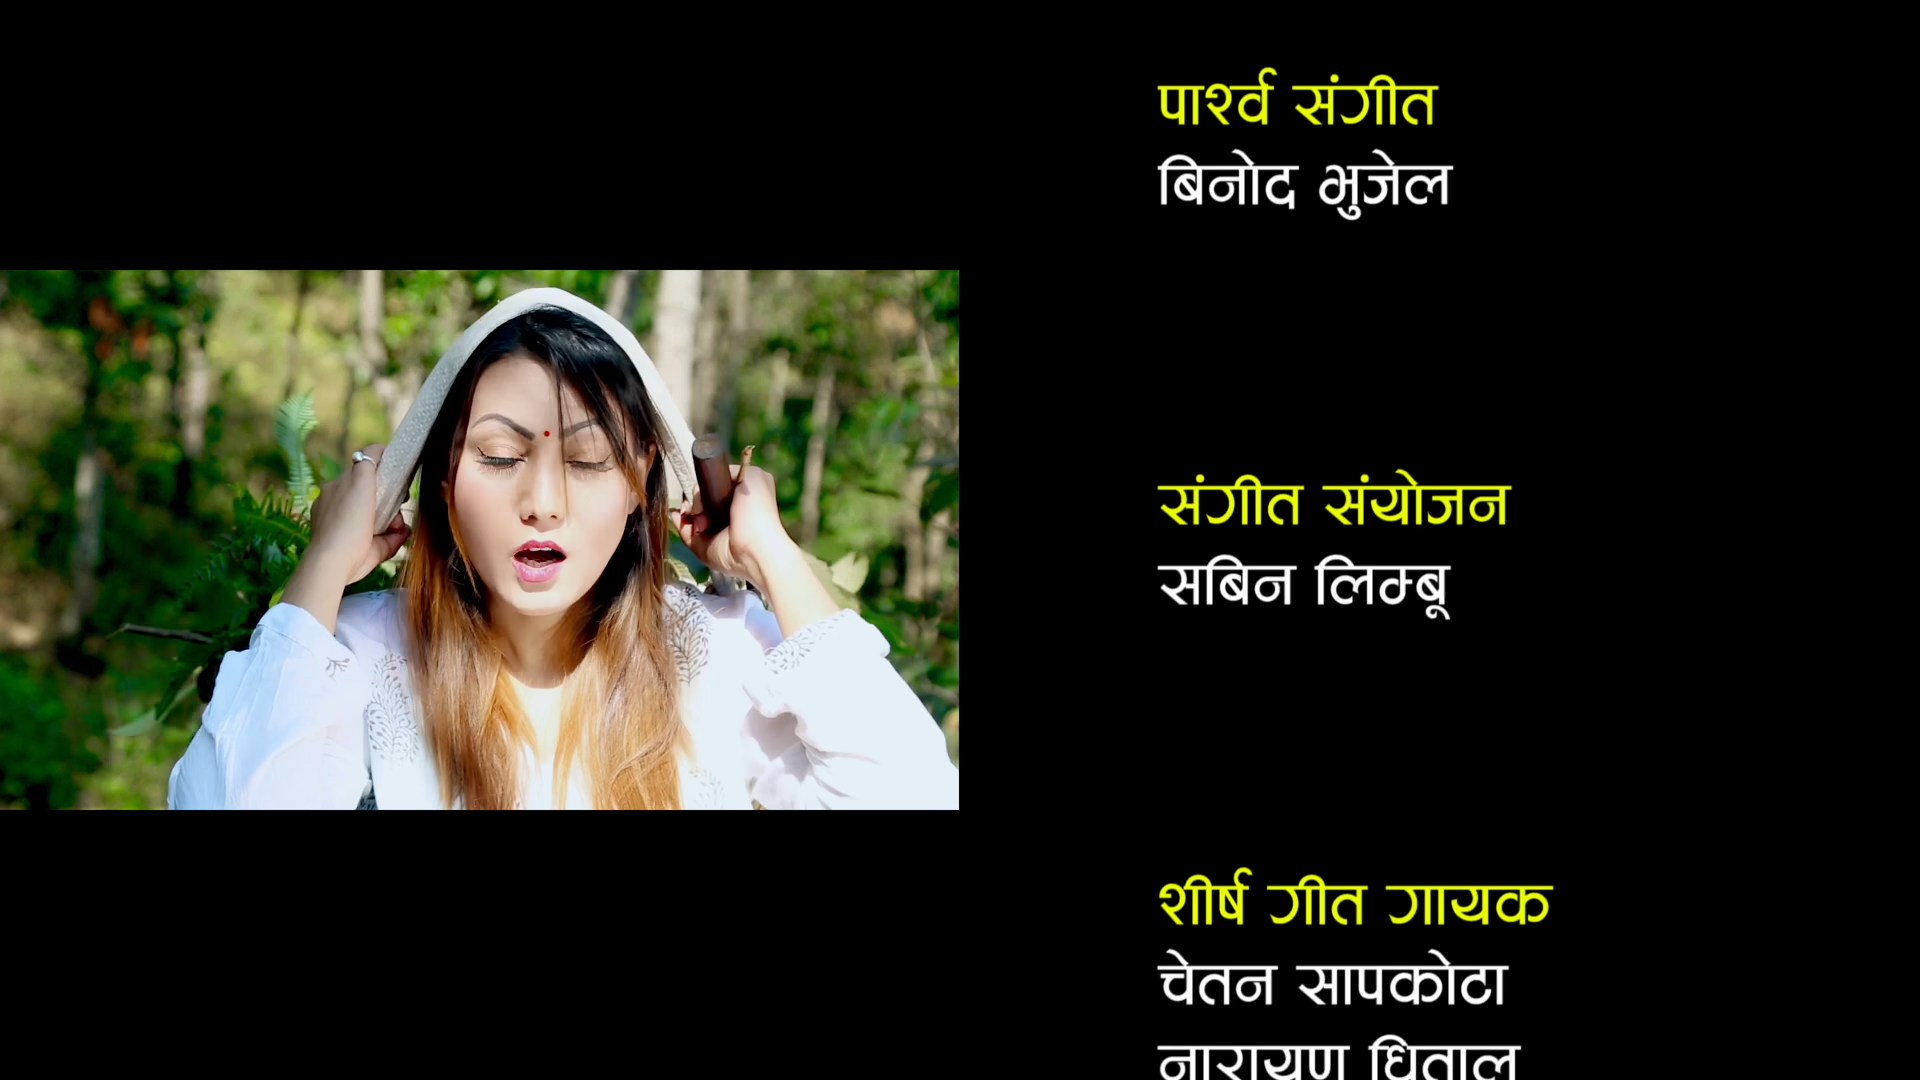 पार्श्व संगीत
बिनोद भुजेल
संगीत संयोजन
सबिन लिम्बू
शीर्ष गीत गायक
चेतन सापकोटा
नारायण धिताल